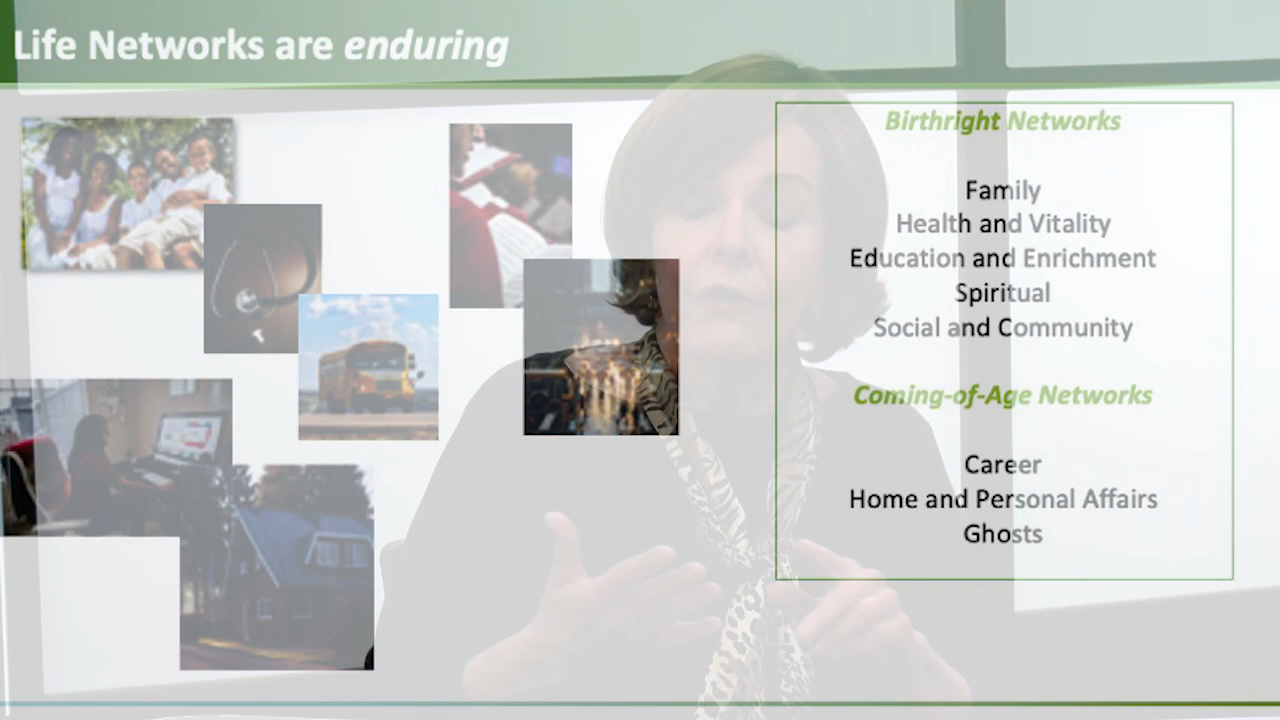 Life Networks are enduring
Birthright Networks
Family
Health and Vitality
Education and Enrichment
Spiritual
Social and Community
Coming-of-Age Networks
Career
Home and Personal Affairs
Ghosts